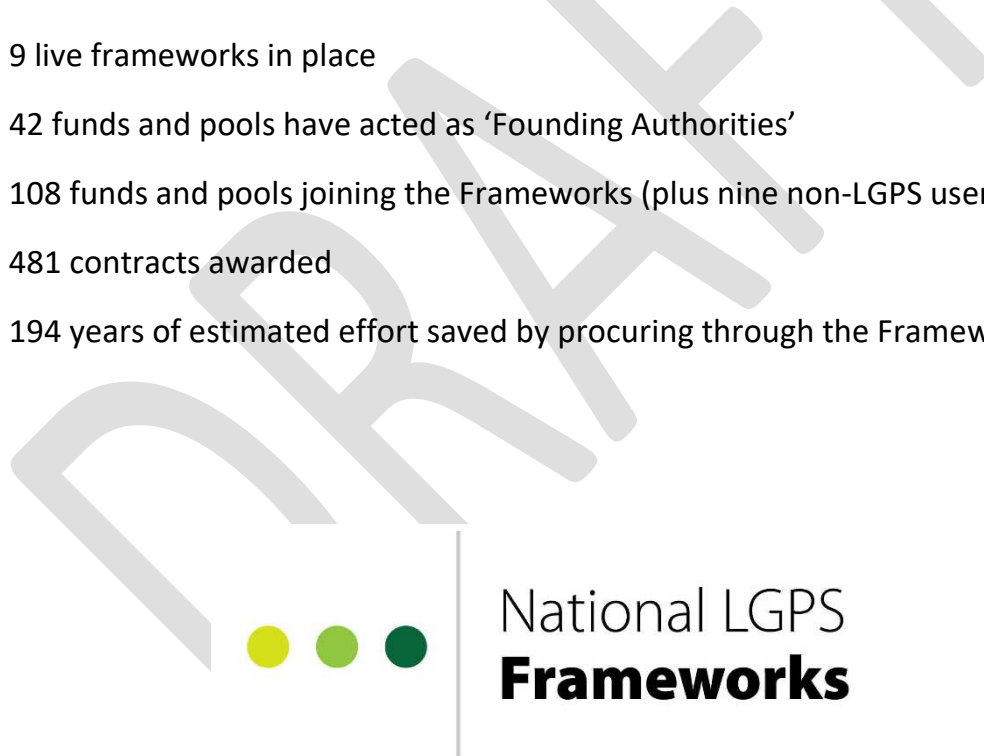 9 live frameworks in place
42 funds and pools have acted as ‘Founding Authorities’
108 funds and pools joining the Frameworks (plus nine non-LGPS user
481 contracts awarded
194 years of estimated effort saved by procuring through the Framew
DRAFT
National LGPS
Frameworks